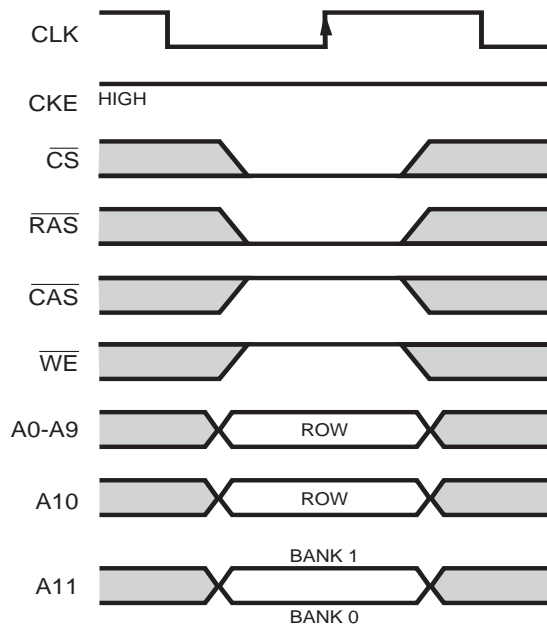 CLK
CKE HIGH
CS
RAS
CAS
WE
A0-A9 ROW
A10 ROW
BANK 1
A11
BANK 0